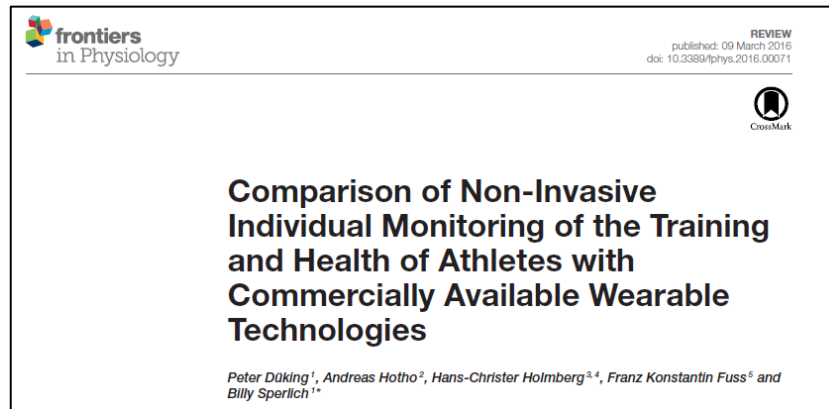 frontiers
in Physiology
REVIEW
published: 09 March 2016
doi: 10.3389/fphys.2016.00071
CrossMark
Comparison of Non-Invasive
Individual Monitoring of the Training
and Health of Athletes with
Commercially Available Wearable
Technologies
Peter Düking¹, Andreas Hotho², Hans-Christer Holmberg³,⁴, Franz Konstantin Fuss⁵ and
Billy Sperlich¹*